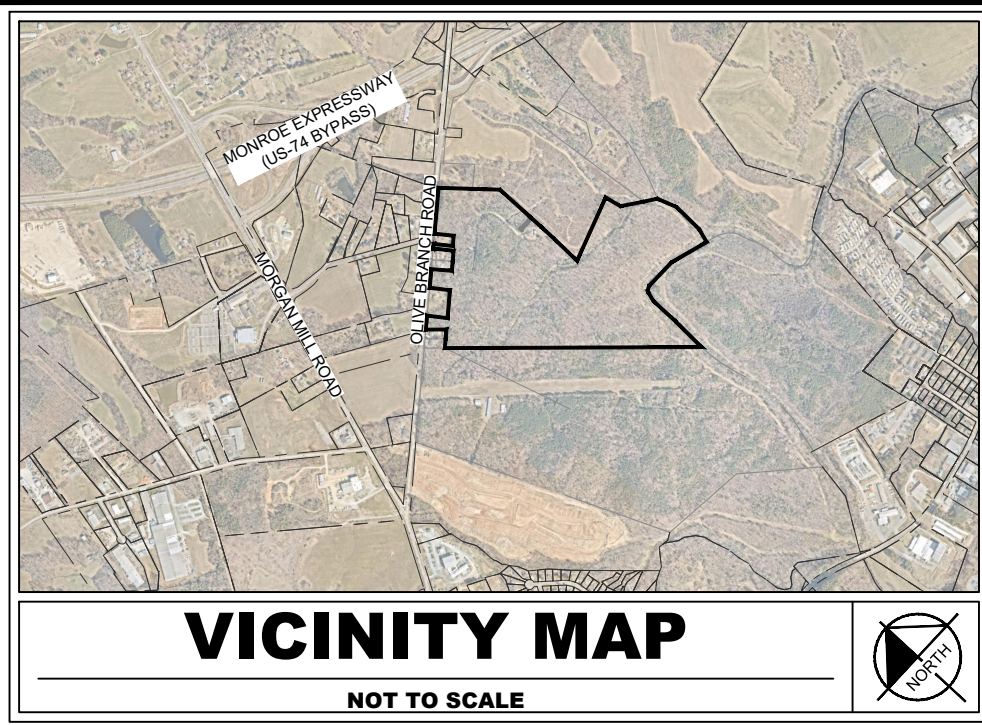 MONROE EXPRESSWAY
(US-74 BYPASS)
OLIVE BRANCH ROAD
MORGAN MILL ROAD
VICINITY MAP
NOT TO SCALE
NORTH